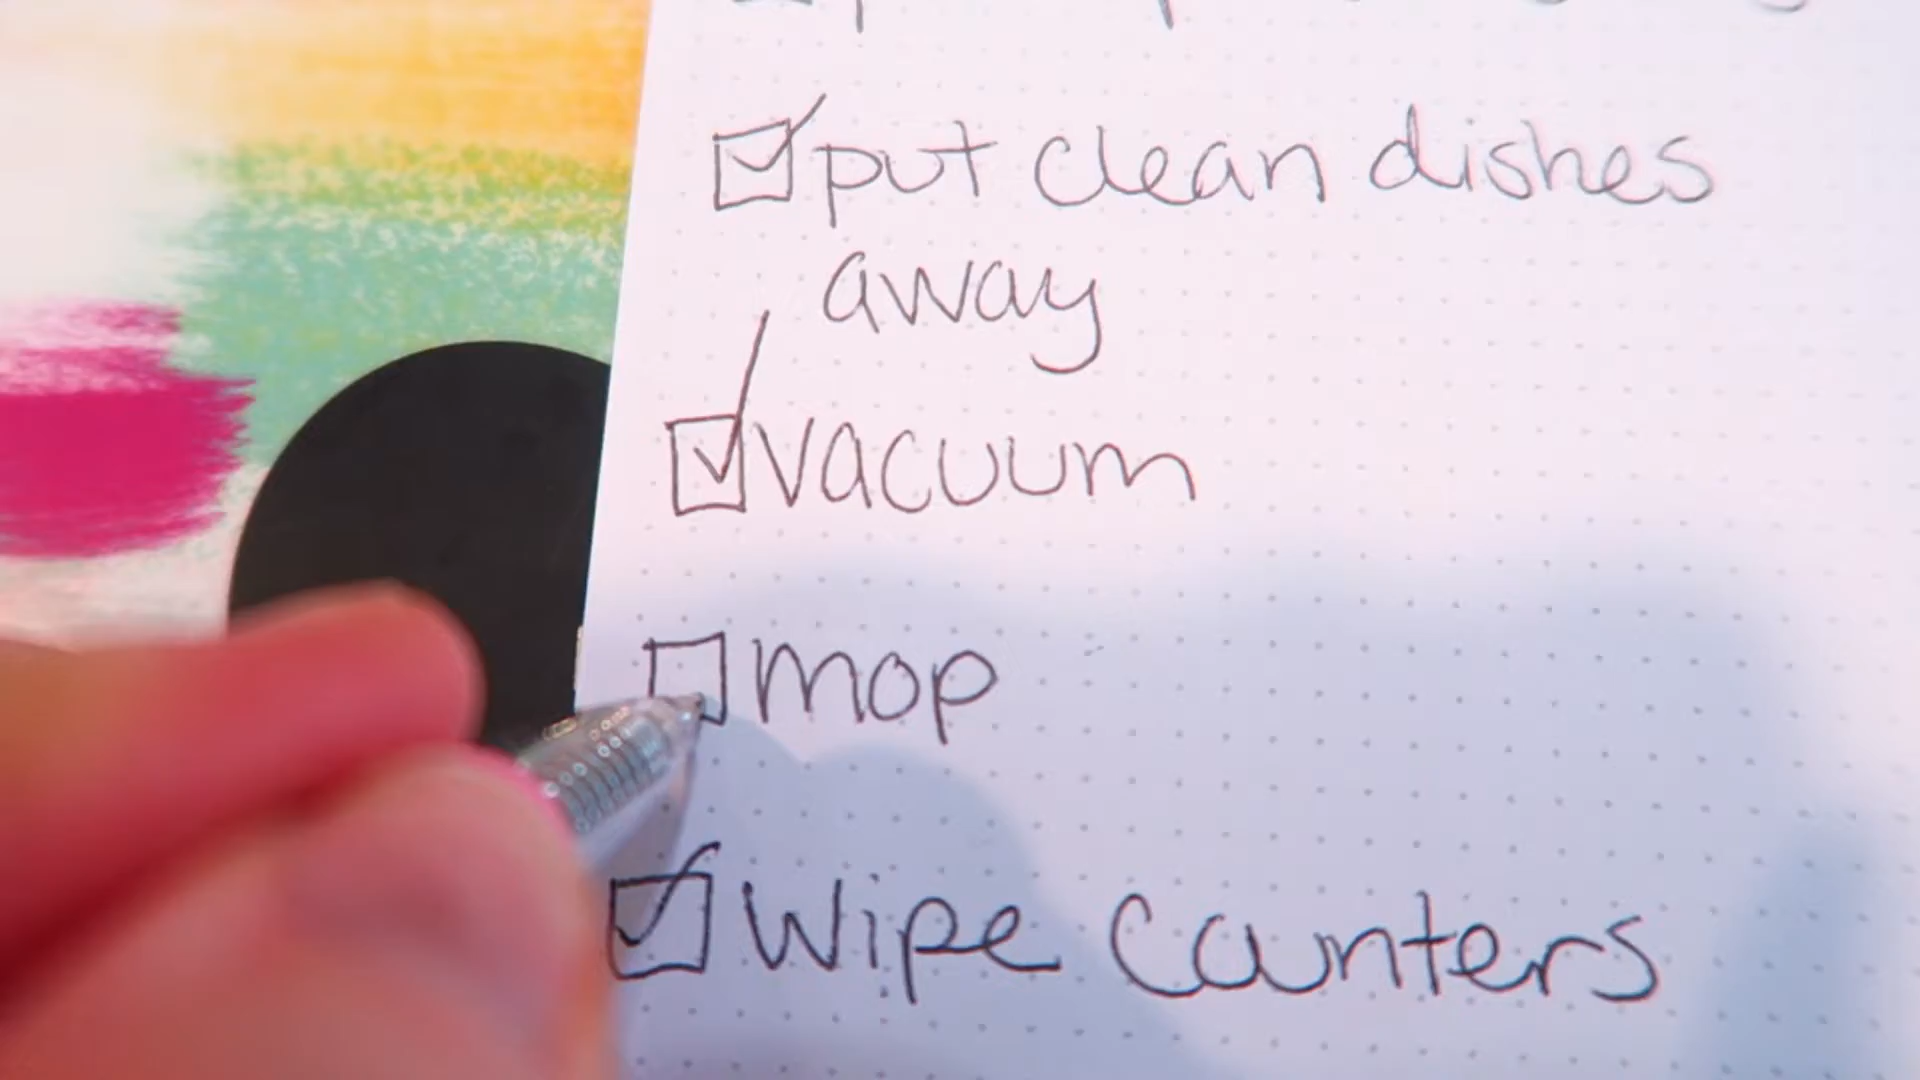 put clean dishes
away
vacuum
mop
Wipe Counters